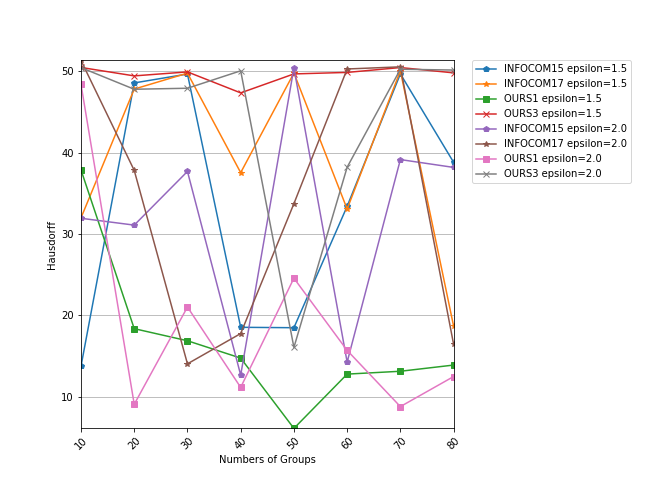 50
40
30
20
10
Hausdorff
10 20 30 40 50 60 70 80
Numbers of Groups
INFOCOM15 epsilon=1.5
INFOCOM17 epsilon=1.5
OURS1 epsilon=1.5
OURS3 epsilon=1.5
INFOCOM15 epsilon=2.0
INFOCOM17 epsilon=2.0
OURS1 epsilon=2.0
OURS3 epsilon=2.0